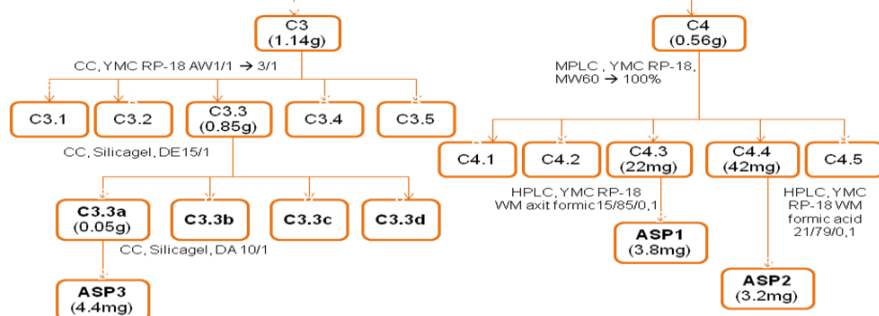 C3
(1.14g)
C4
(0.56g)
CC, YMC RP-18 AW1/1 → 3/1
MPLC , YMC RP-18,
MW60 → 100%
C3.1
C3.2
C3.3
(0.85g)
C3.4
C3.5
C4.1
C4.2
C4.3
(22mg)
C4.4
(42mg)
C4.5
CC, Silicagel, DE15/1
HPLC, YMC RP-18
WM axit formic15/85/0,1
HPLC, YMC
RP-18 WM
formic acid
21/79/0,1
C3.3a
(0.05g)
C3.3b
C3.3c
C3.3d
CC, Silicagel, DA 10/1
ASP1
(3.8mg)
ASP2
(3.2mg)
ASP3
(4.4mg)